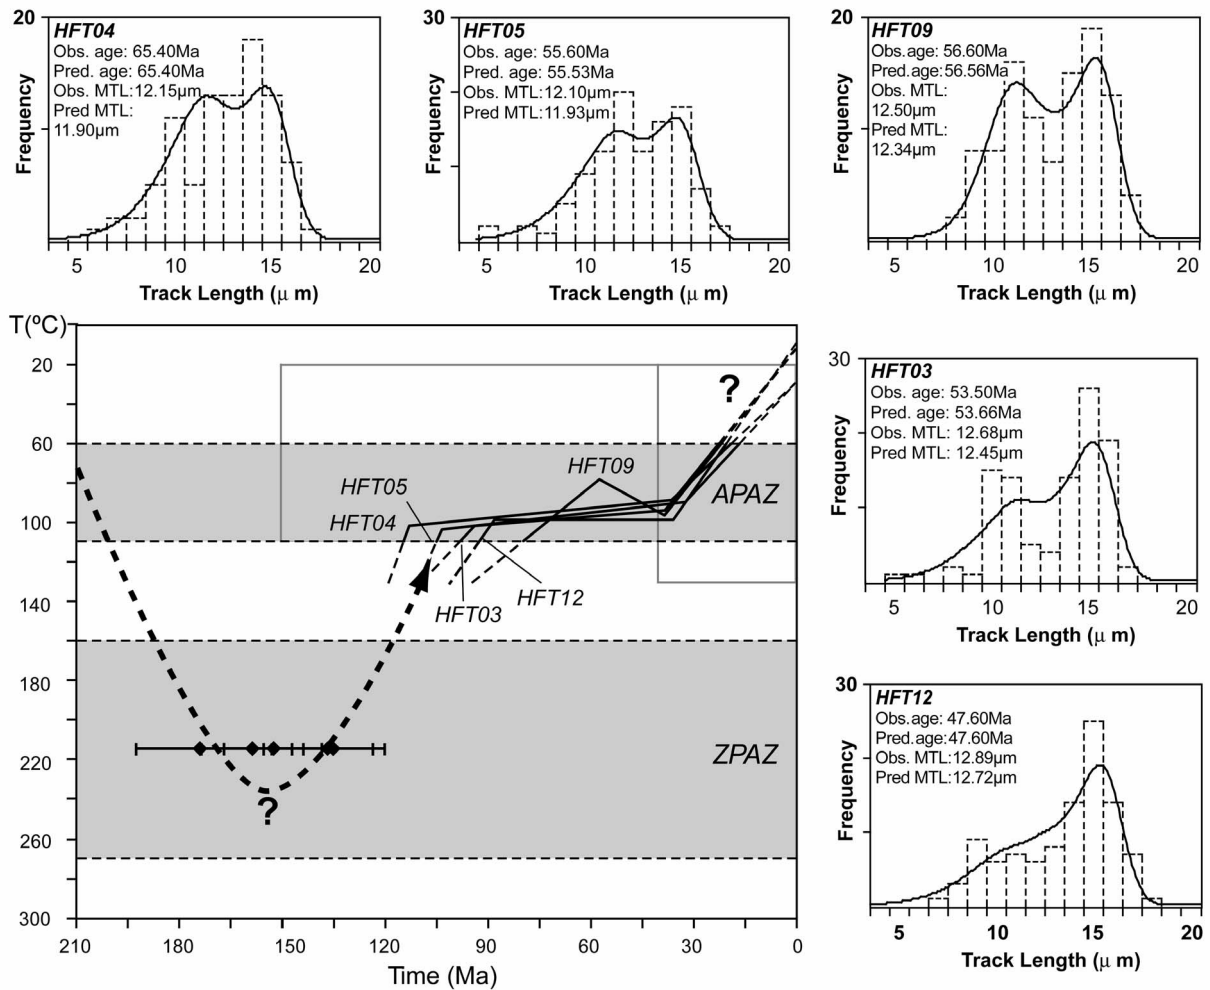 20
HFT04
Obs. age: 65.40Ma
Pred. age: 65.40Ma
Obs. MTL:12.15µm
Pred MTL:
11.90µm
Frequency
5 10 15 20
Track Length (µ m)
30
HFT05
Obs. age: 55.60Ma
Pred. age: 55.53Ma
Obs. MTL: 12.10µm
Pred MTL:11.93µm
Frequency
5 10 15 20
Track Length (µ m)
20
HFT09
Obs. age: 56.60Ma
Pred. age:56.56Ma
Obs. MTL:
12.50µm
Pred MTL:
12.34µm
Frequency
5 10 15 20
Track Length (µ m)
T(ºC)
20
60
100
140
180
220
260
300
210 180 150 120 90 60 30 0
Time (Ma)
?
HFT09
HFT05
HFT04
APAZ
HFT12
HFT03
ZPAZ
?
30
HFT03
Obs. age: 53.50Ma
Pred. age: 53.66Ma
Obs. MTL: 12.68µm
Pred MTL: 12.45µm
Frequency
5 10 15 20
Track Length (µ m)
30
HFT12
Obs.age: 47.60Ma
Pred.age:47.60Ma
Obs. MTL:12.89µm
Pred MTL:12.72µm
Frequency
5 10 15 20
Track Length (µ m)